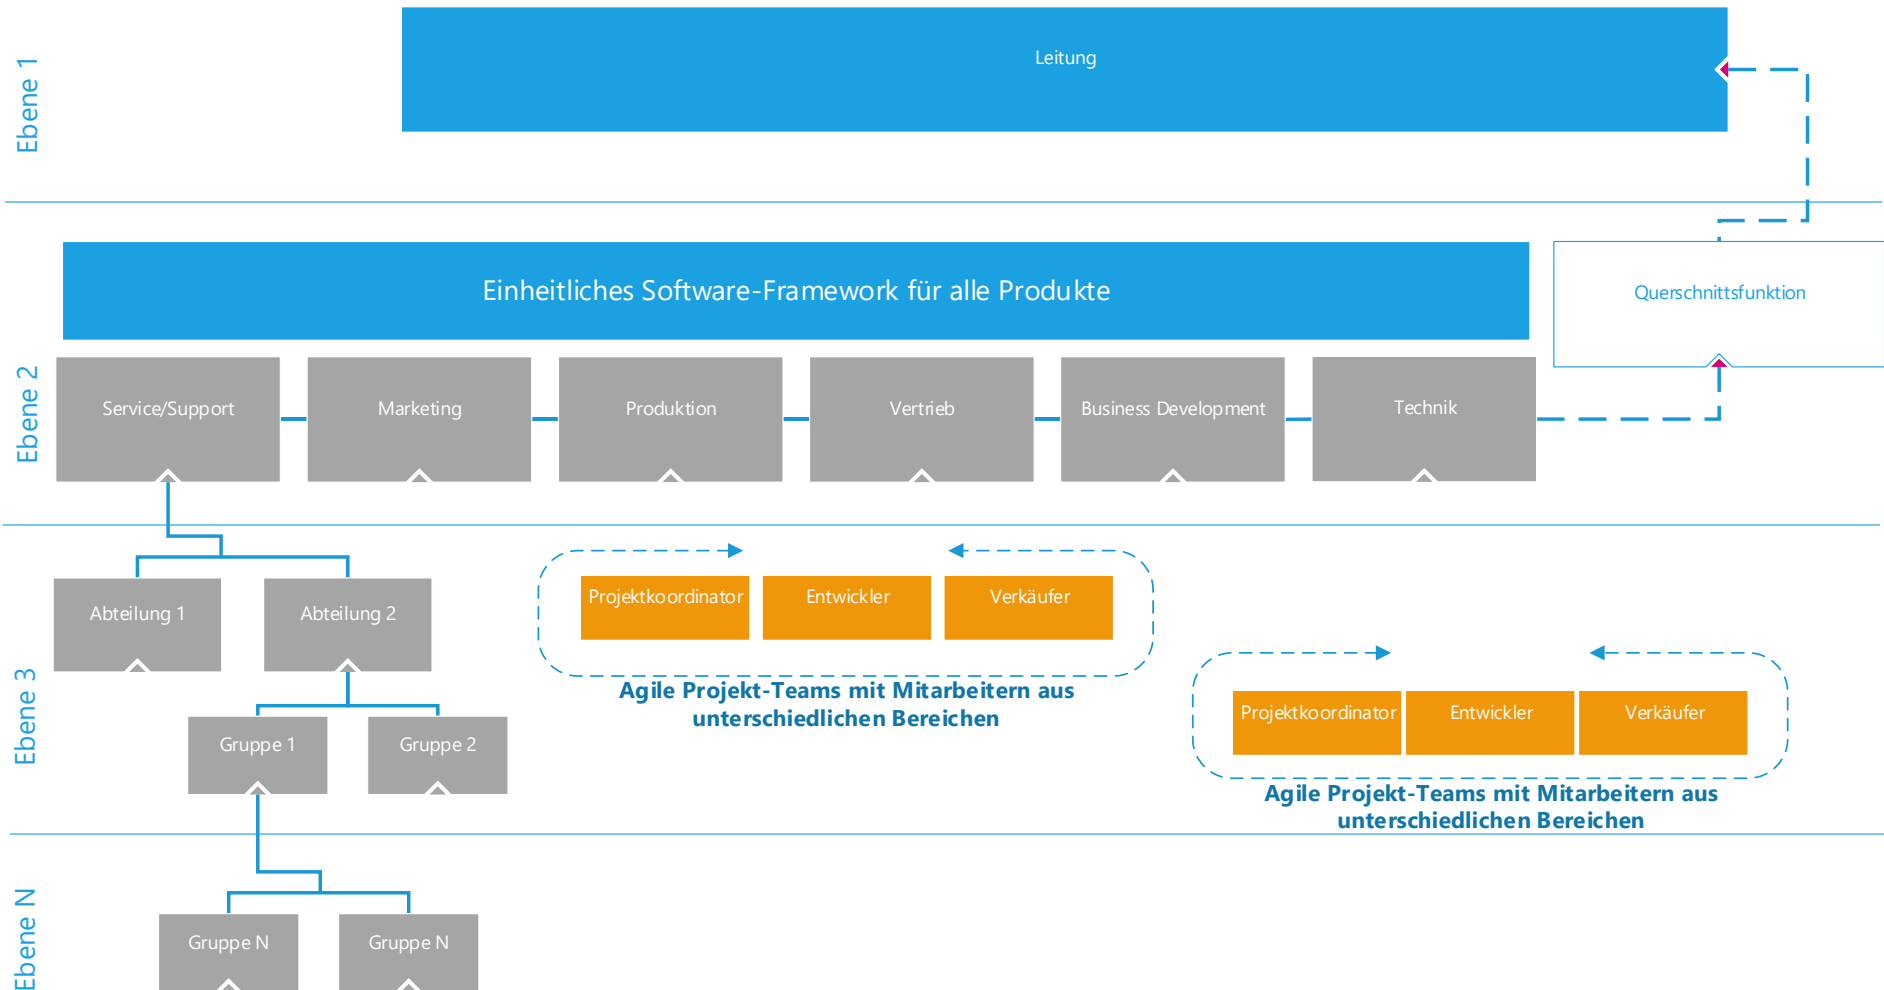 Ebene 1
Leitung
Ebene 2
Einheitliches Software-Framework für alle Produkte
Querschnittsfunktion
Service/Support
Marketing
Produktion
Vertrieb
Business Development
Technik
Ebene 3
Abteilung 1
Abteilung 2
Gruppe 1
Gruppe 2
Projektkoordinator
Entwickler
Verkäufer
Agile Projekt-Teams mit Mitarbeitern aus
unterschiedlichen Bereichen
Projektkoordinator
Entwickler
Verkäufer
Agile Projekt-Teams mit Mitarbeitern aus
unterschiedlichen Bereichen
Ebene N
Gruppe N
Gruppe N